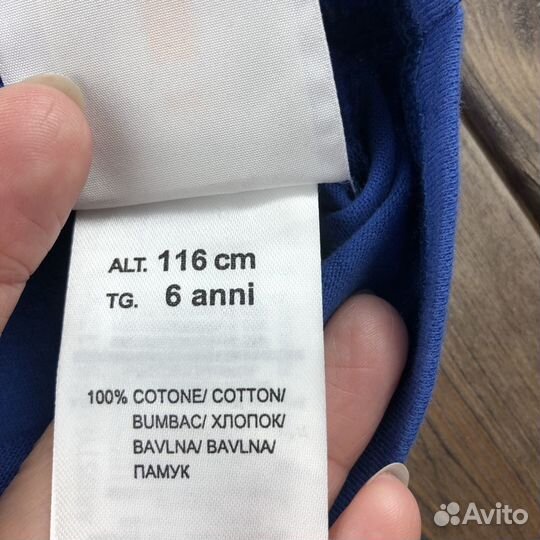 ALT. 116 cm
TG. 6 anni
100% COTONE/ COTTON/
BUMBAC/ ХЛОПОК/
BAVLNA/ BAVLNA/
ПАМУК
Avito